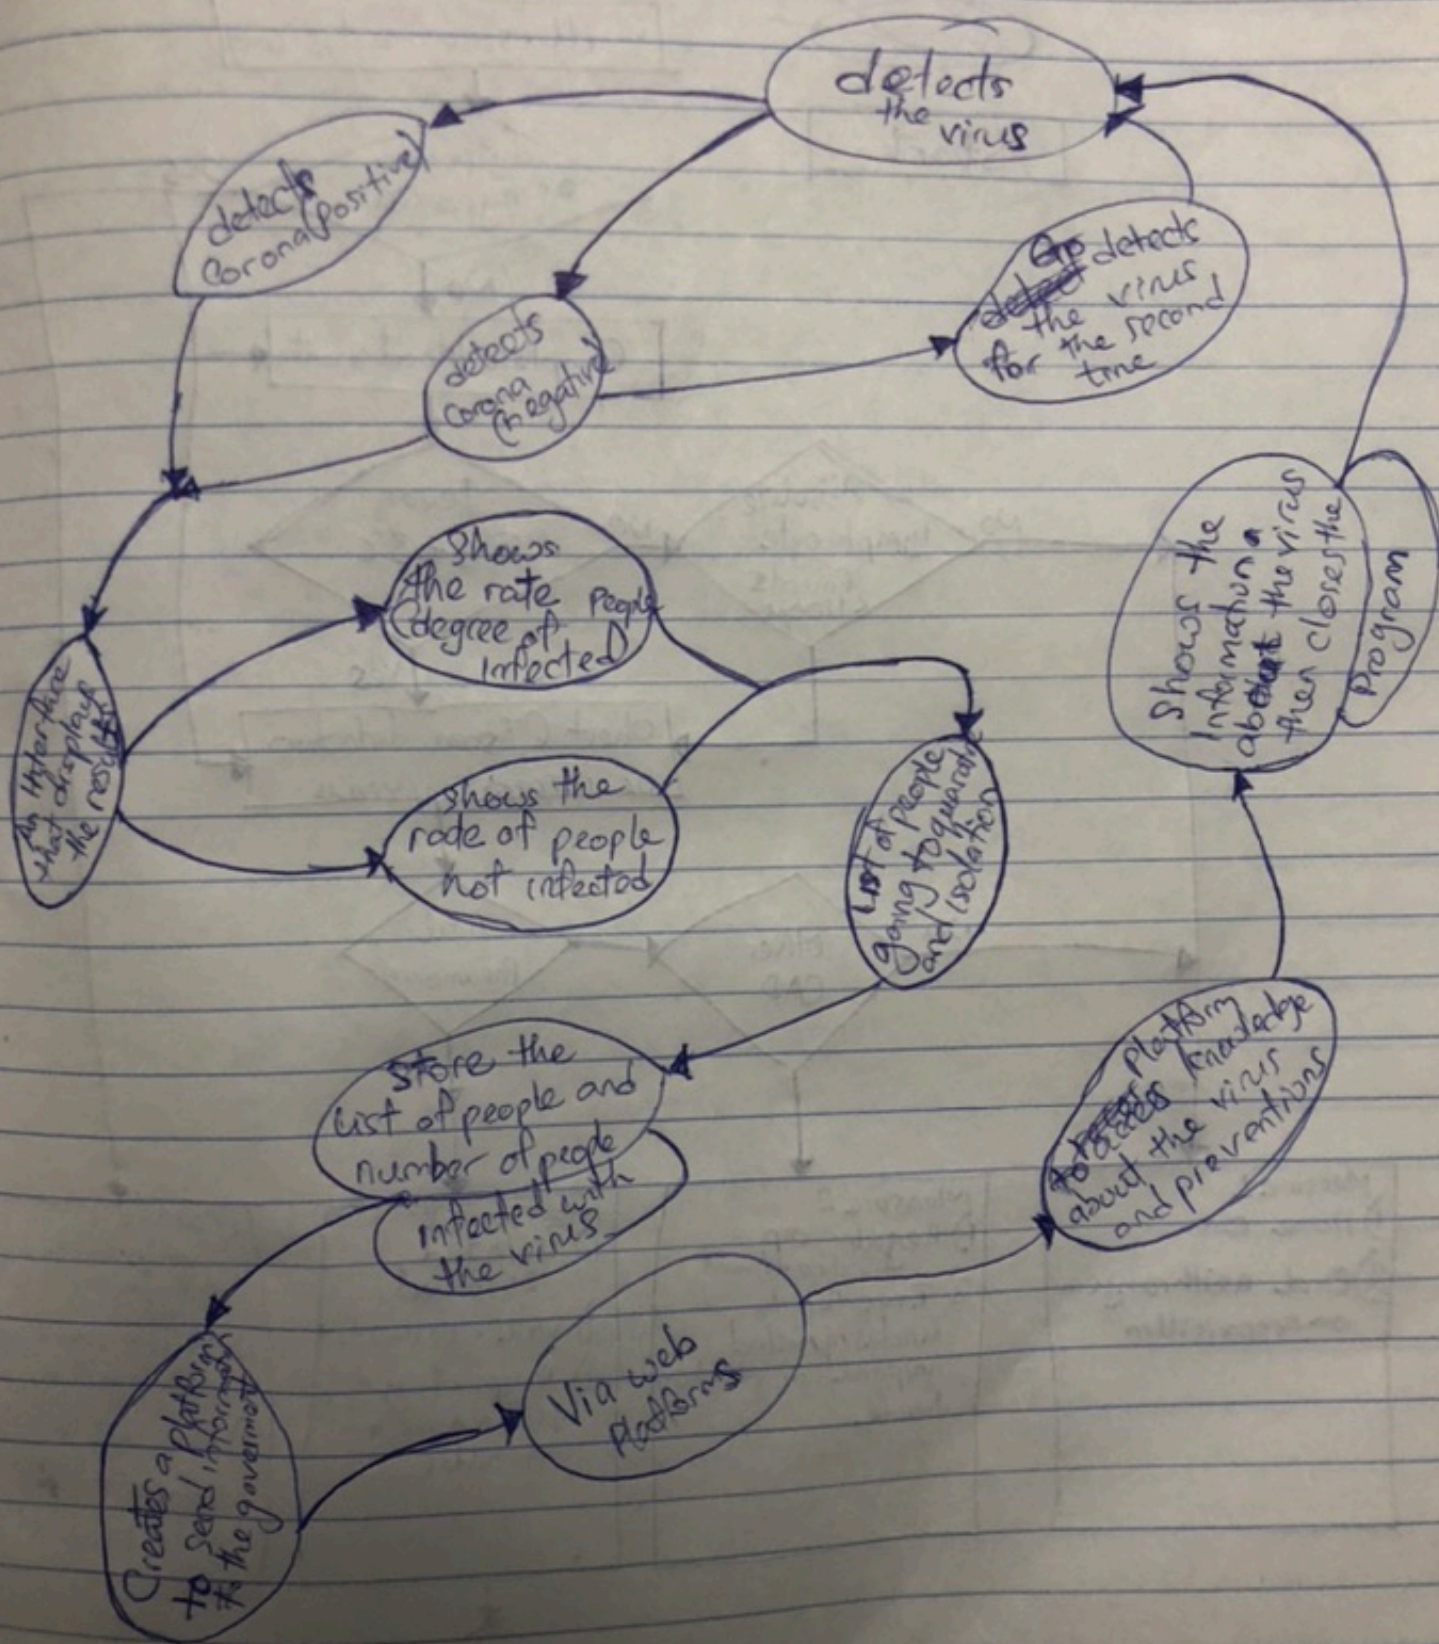 detects
the virus
detects
Corona(positive)
detects
Corona
(negative)
detects
the virus
for the second
time
Shows
the rate
(degree of people
infected)
Shows the
Information
about the virus
then closes the
Program
An Interface
that displays
the results
shows the
rade of people
not infected
List of people
going to quarantine
and isolation
Store the
List of people and
number of people
infected with
the virus
platform
to access knowledge
about the virus
and preventions
Creates a platform
to Send information
to the government
Via web
platforms